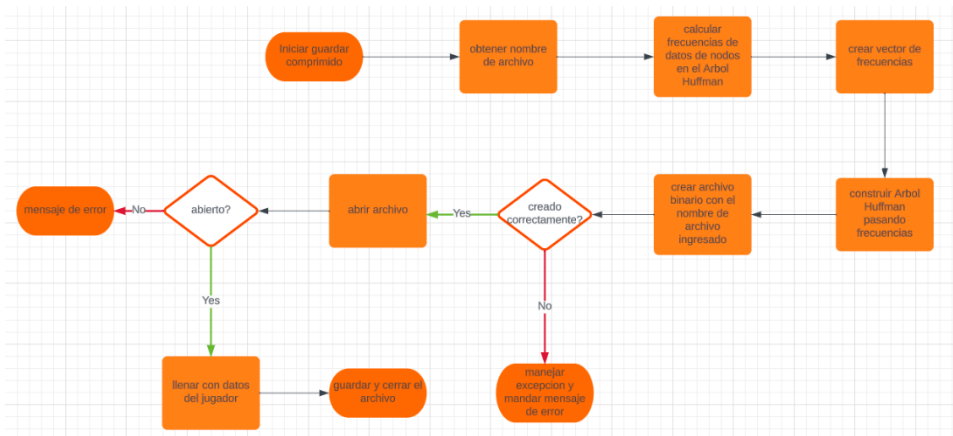 Iniciar guardar
comprimido
obtener nombre
de archivo
calcular
frecuencias de
datos de nodos
en el Arbol
Huffman
crear vector de
frecuencias
construir Arbol
Huffman
pasando
frecuencias
crear archivo
binario con el
nombre de
archivo
ingresado
creado
correctamente?
Yes
abrir archivo
abierto?
No
mensaje de error
Yes
No
llenar con datos
del jugador
guardar y cerrar el
archivo
manejar
excepcion y
mandar mensaje
de error